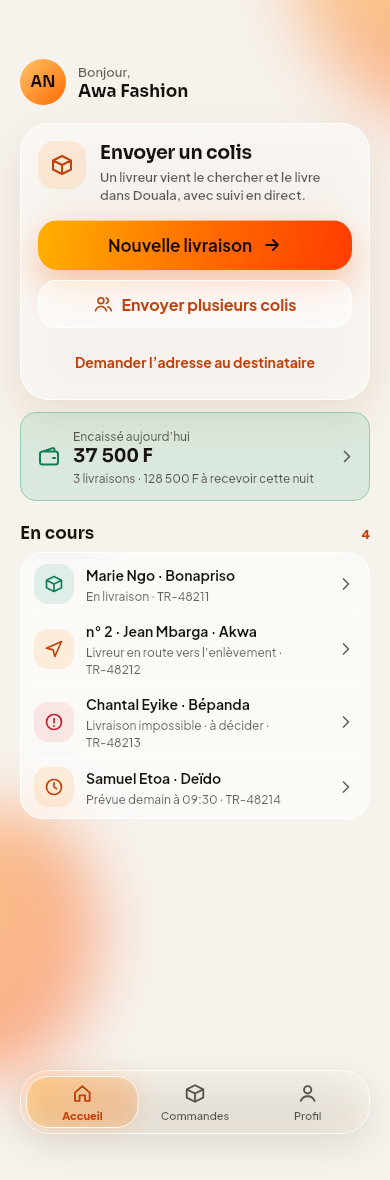 AN
Bonjour,
Awa Fashion
Envoyer un colis
Un livreur vient le chercher et le livre
dans Douala, avec suivi en direct.
Nouvelle livraison
Envoyer plusieurs colis
Demander l’adresse au destinataire
Encaissé aujourd’hui
37 500 F
3 livraisons · 128 500 F à recevoir cette nuit
En cours
4
Marie Ngo · Bonapriso
En livraison · TR-48211
n° 2 · Jean Mbarga · Akwa
Livreur en route vers l’enlèvement ·
TR-48212
Chantal Eyike · Bépanda
Livraison impossible · à décider ·
TR-48213
Samuel Etoa · Deïdo
Prévue demain à 09:30 · TR-48214
Accueil
Commandes
Profil